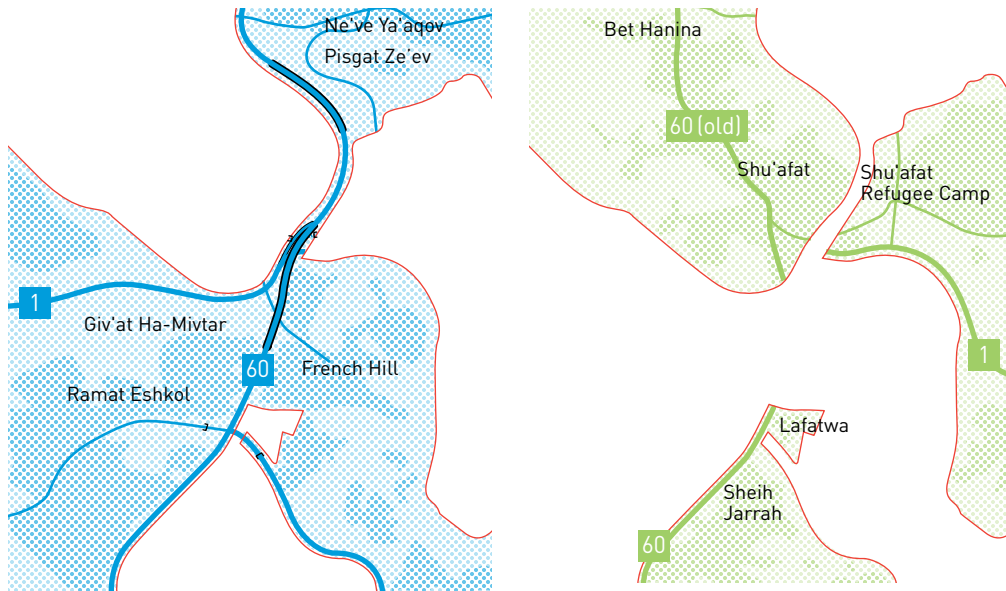 Ne've Ya'aqov
Pisgat Ze'ev
1
Giv'at Ha-Mivtar
60
French Hill
Ramat Eshkol
Bet Hanina
60 (old)
Shu'afat
Shu'afat
Refugee Camp
1
Lafatwa
Sheih
Jarrah
60